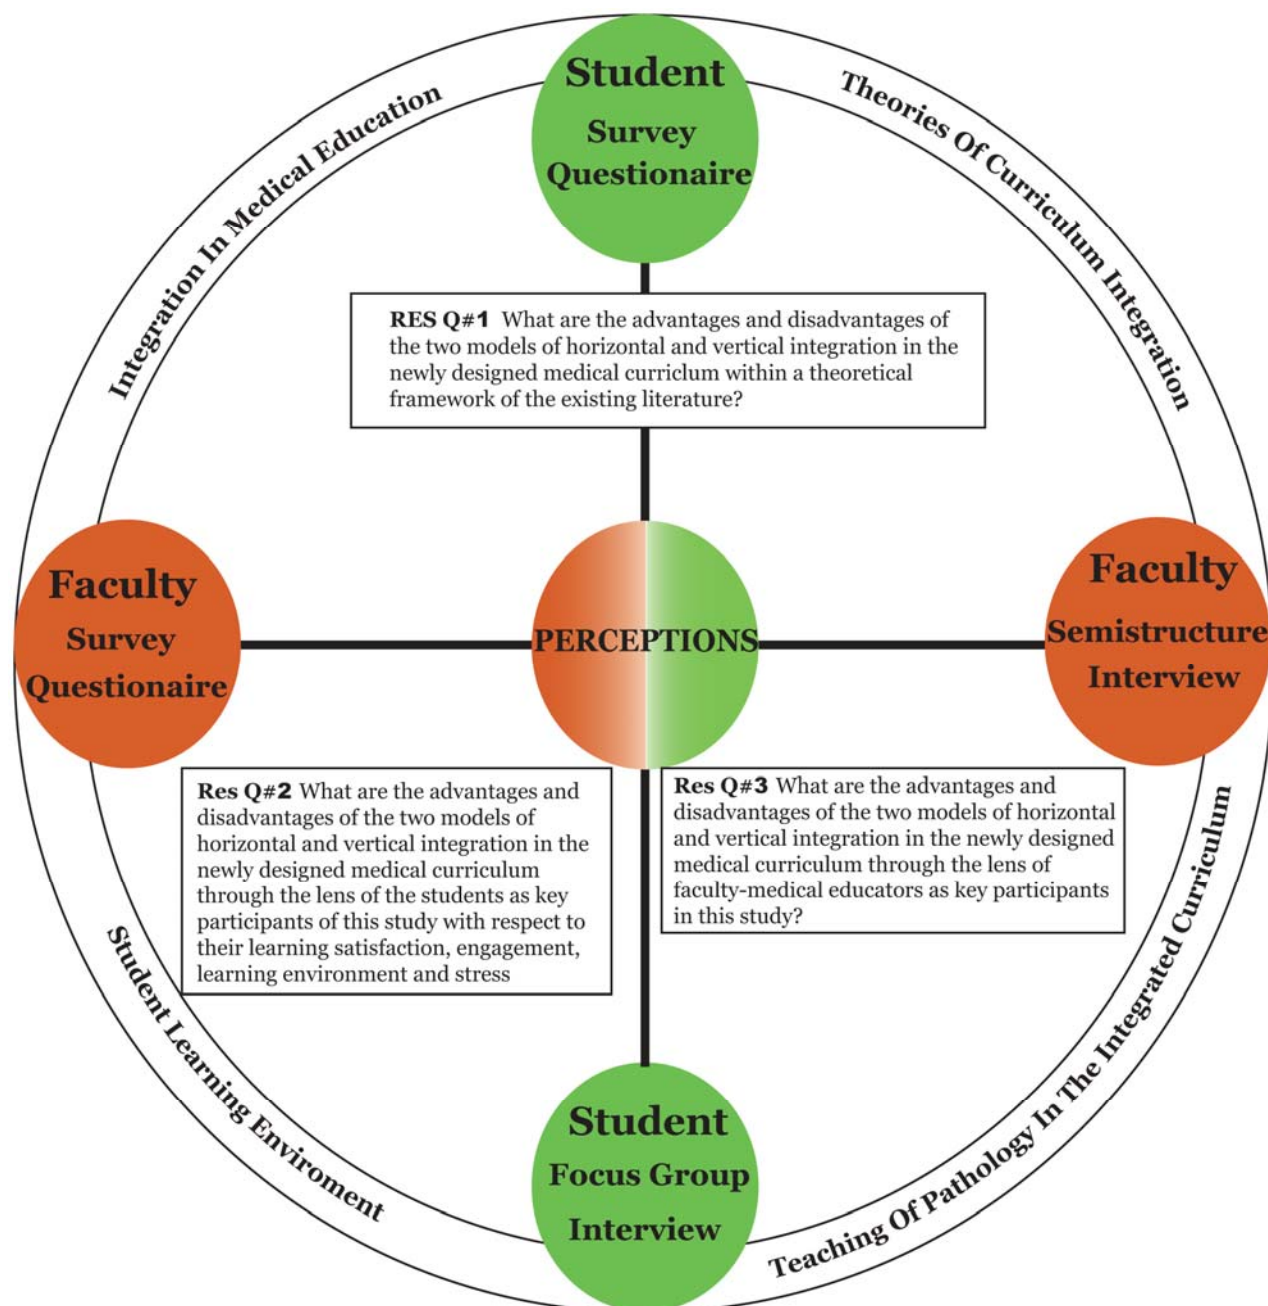 Student
Survey
Questionaire
Integration In Medical Education
Theories Of Curriculum Integration
RES Q#1 What are the advantages and disadvantages of
the two models of horizontal and vertical integration in the
newly designed medical curriclum within a theoretical
framework of the existing literature?
Faculty
Survey
Questionaire
PERCEPTIONS
Faculty
Semistructure
Interview
Res Q#2 What are the advantages and
disadvantages of the two models of
horizontal and vertical integration in the
newly designed medical curriculum
through the lens of the students as key
participants of this study with respect to
their learning satisfaction, engagement,
learning environment and stress
Res Q#3 What are the advantages and
disadvantages of the two models of horizontal
and vertical integration in the newly designed
medical curriculum through the lens of
faculty-medical educators as key participants
in this study?
Student Learning Enviroment
Teaching Of Pathology In The Integrated Curriculum
Student
Focus Group
Interview